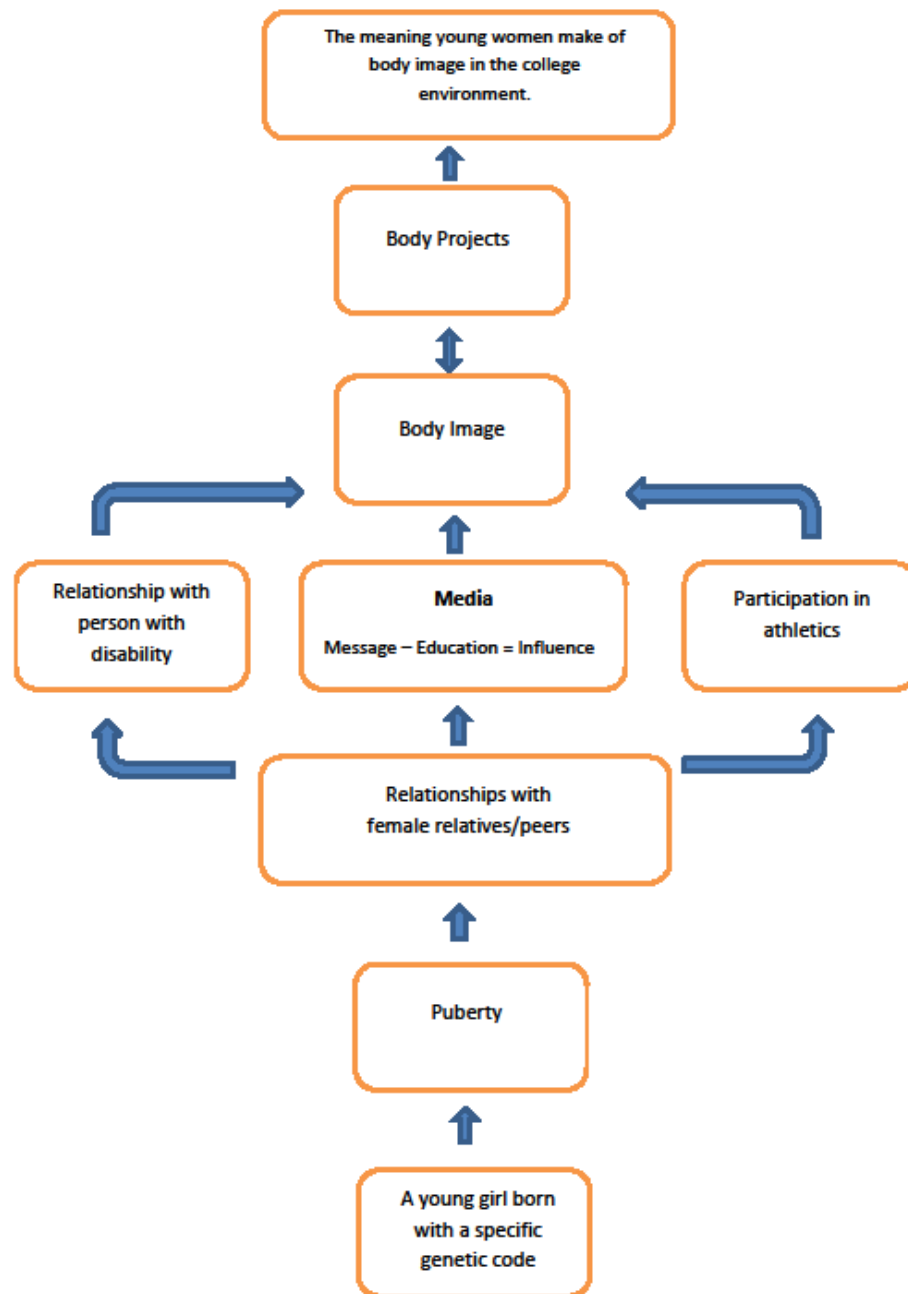 The meaning young women make of
body image in the college
environment.
Body Projects
Body Image
Relationship with
person with
disability
Media
Message – Education = Influence
Participation in
athletics
Relationships with
female relatives/peers
Puberty
A young girl born
with a specific
genetic code